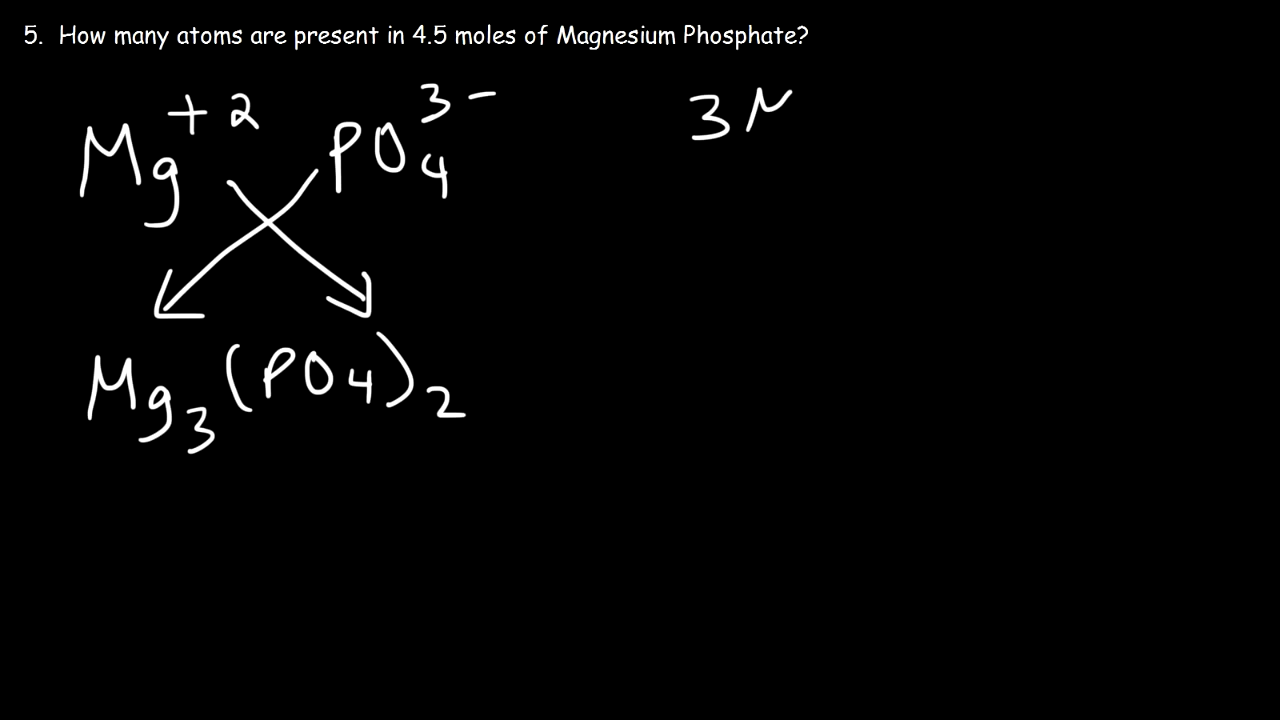 5. How many atoms are present in 4.5 moles of Magnesium Phosphate?
Mg⁺² PO₄³⁻ 3 M
Mg₃(PO₄)₂